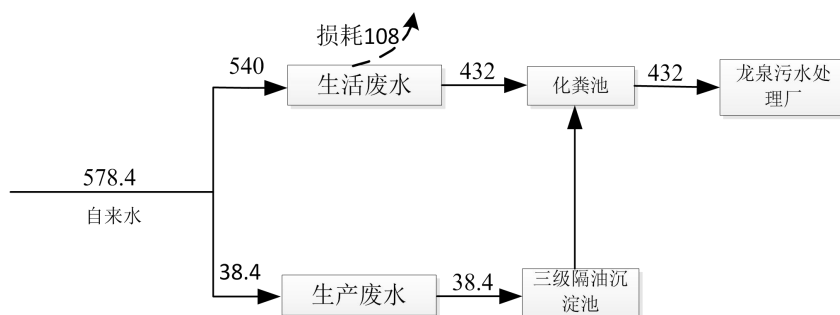 损耗108
540
生活废水
432
化粪池
432
龙泉污水处
理厂
578.4
自来水
38.4
生产废水
38.4
三级隔油沉
淀池